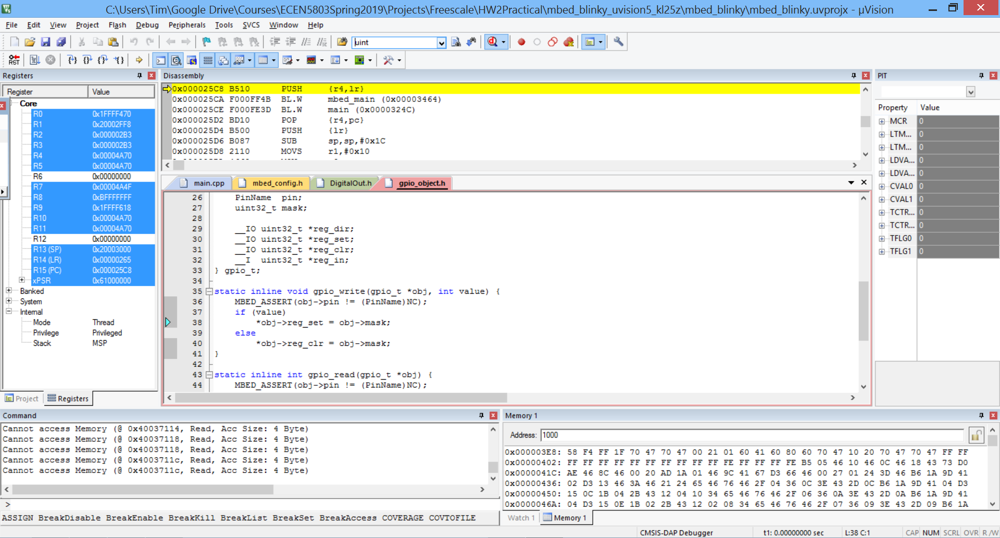 C:\Users\Tim\Google Drive\Courses\ECEN5803Spring2019\Projects\Freescale\HW2Practical\mbed_blinky_uvision5_kl25z\mbed_blinky\mbed_blinky.uvprojx - µVision
File Edit View Project Flash Debug Peripherals Tools SVCS Window Help
uint
RST
Registers
Register Value
Core
R0 0x1FFFF470
R1 0x20002FF8
R2 0x000002B3
R3 0x000002B3
R4 0x00004A70
R5 0x00004A70
R6 0x00000000
R7 0x00004A4F
R8 0xBFFFFFFF
R9 0x1FFFF618
R10 0x00004A70
R11 0x00004A70
R12 0x00000000
R13 (SP) 0x20003000
R14 (LR) 0x00000265
R15 (PC) 0x000025C8
xPSR 0x61000000
Banked
System
Internal
Mode Thread
Privilege Privileged
Stack MSP
Project Registers
Disassembly
0x000025C8 B510 PUSH {r4,lr}
0x000025CA F000FF4B BL.W mbed_main (0x00003464)
0x000025CE F000FE3D BL.W main (0x0000324C)
0x000025D2 BD10 POP {r4,pc}
0x000025D4 B500 PUSH {lr}
0x000025D6 B087 SUB sp,sp,#0x1C
0x000025D8 2110 MOVS r1,#0x10
main.cpp mbed_config.h DigitalOut.h gpio_object.h
26 PinName pin;
27 uint32_t mask;
28
29 __IO uint32_t *reg_dir;
30 __IO uint32_t *reg_set;
31 __IO uint32_t *reg_clr;
32 __I uint32_t *reg_in;
33 } gpio_t;
34
35 static inline void gpio_write(gpio_t *obj, int value) {
36 MBED_ASSERT(obj->pin != (PinName)NC);
37 if (value)
38 *obj->reg_set = obj->mask;
39 else
40 *obj->reg_clr = obj->mask;
41 }
42
43 static inline int gpio_read(gpio_t *obj) {
44 MBED_ASSERT(obj->pin != (PinName)NC);
PIT
Property Value
MCR 0
LTM... 0
LTM... 0
LDVA... 0
LDVA... 0
CVAL0 0
CVAL1 0
TCTR... 0
TCTR... 0
TFLG0 0
TFLG1 0
Command
Cannot access Memory (@ 0x40037114, Read, Acc Size: 4 Byte)
Cannot access Memory (@ 0x40037118, Read, Acc Size: 4 Byte)
Cannot access Memory (@ 0x40037118, Read, Acc Size: 4 Byte)
Cannot access Memory (@ 0x4003711c, Read, Acc Size: 4 Byte)
Cannot access Memory (@ 0x4003711c, Read, Acc Size: 4 Byte)
>
ASSIGN BreakDisable BreakEnable BreakKill BreakList BreakSet BreakAccess COVERAGE COVTOFILE
Memory 1
Address: 1000
0x000003E8: 58 F4 FF 1F 70 47 70 47 00 21 01 60 41 60 80 60 70 47 10 20 70 47 70 47 FF FF
0x00000402: FF FF FF FF FF FF FF FF FF FF FE FF FF FF FE B5 05 46 10 46 0C 46 18 43 73 D0
0x0000041C: AE 46 8C 46 00 20 AD 1A 01 46 9C 41 67 D3 66 46 00 27 01 24 3D 46 B6 1A 9D 41
0x00000436: 02 D3 13 46 3A 46 21 24 65 46 76 46 2F 04 36 0C 3E 43 2D 0C B6 1A 9D 41 04 D3
0x00000450: 15 0C 1B 04 2B 43 12 04 10 34 65 46 76 46 2F 06 36 0A 3E 43 2D 0A B6 1A 9D 41
0x0000046A: 04 D3 15 0E 1B 02 2B 43 12 02 08 34 65 46 76 46 2F 07 36 09 3E 43 2D 09 B6 1A
Watch 1 Memory 1
CMSIS-DAP Debugger t1: 0.00000000 sec L:38 C:1 CAP NUM SCRL OVR R/W